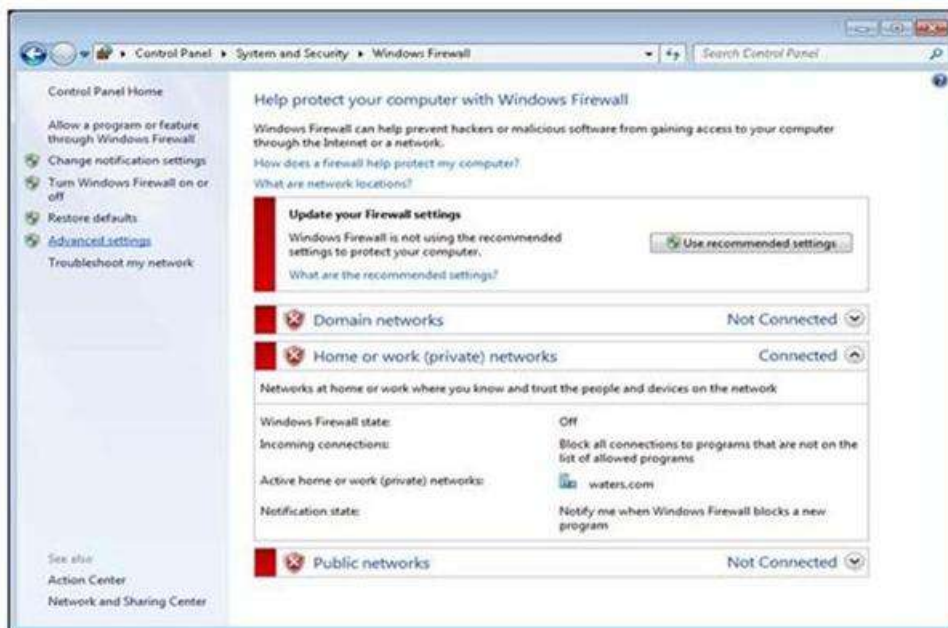 Control Panel ▸ System and Security ▸ Windows Firewall
Search Control Panel
Control Panel Home
Allow a program or feature
through Windows Firewall
Change notification settings
Turn Windows Firewall on or
off
Restore defaults
Advanced settings
Troubleshoot my network
See also
Action Center
Network and Sharing Center
Help protect your computer with Windows Firewall
Windows Firewall can help prevent hackers or malicious software from gaining access to your computer
through the Internet or a network.
How does a firewall help protect my computer?
What are network locations?
Update your Firewall settings
Windows Firewall is not using the recommended
settings to protect your computer.
Use recommended settings
What are the recommended settings?
Domain networks Not Connected
Home or work (private) networks Connected
Networks at home or work where you know and trust the people and devices on the network
Windows Firewall state: Off
Incoming connections: Block all connections to programs that are not on the
list of allowed programs
Active home or work (private) networks: waters.com
Notification state: Notify me when Windows Firewall blocks a new
program
Public networks Not Connected